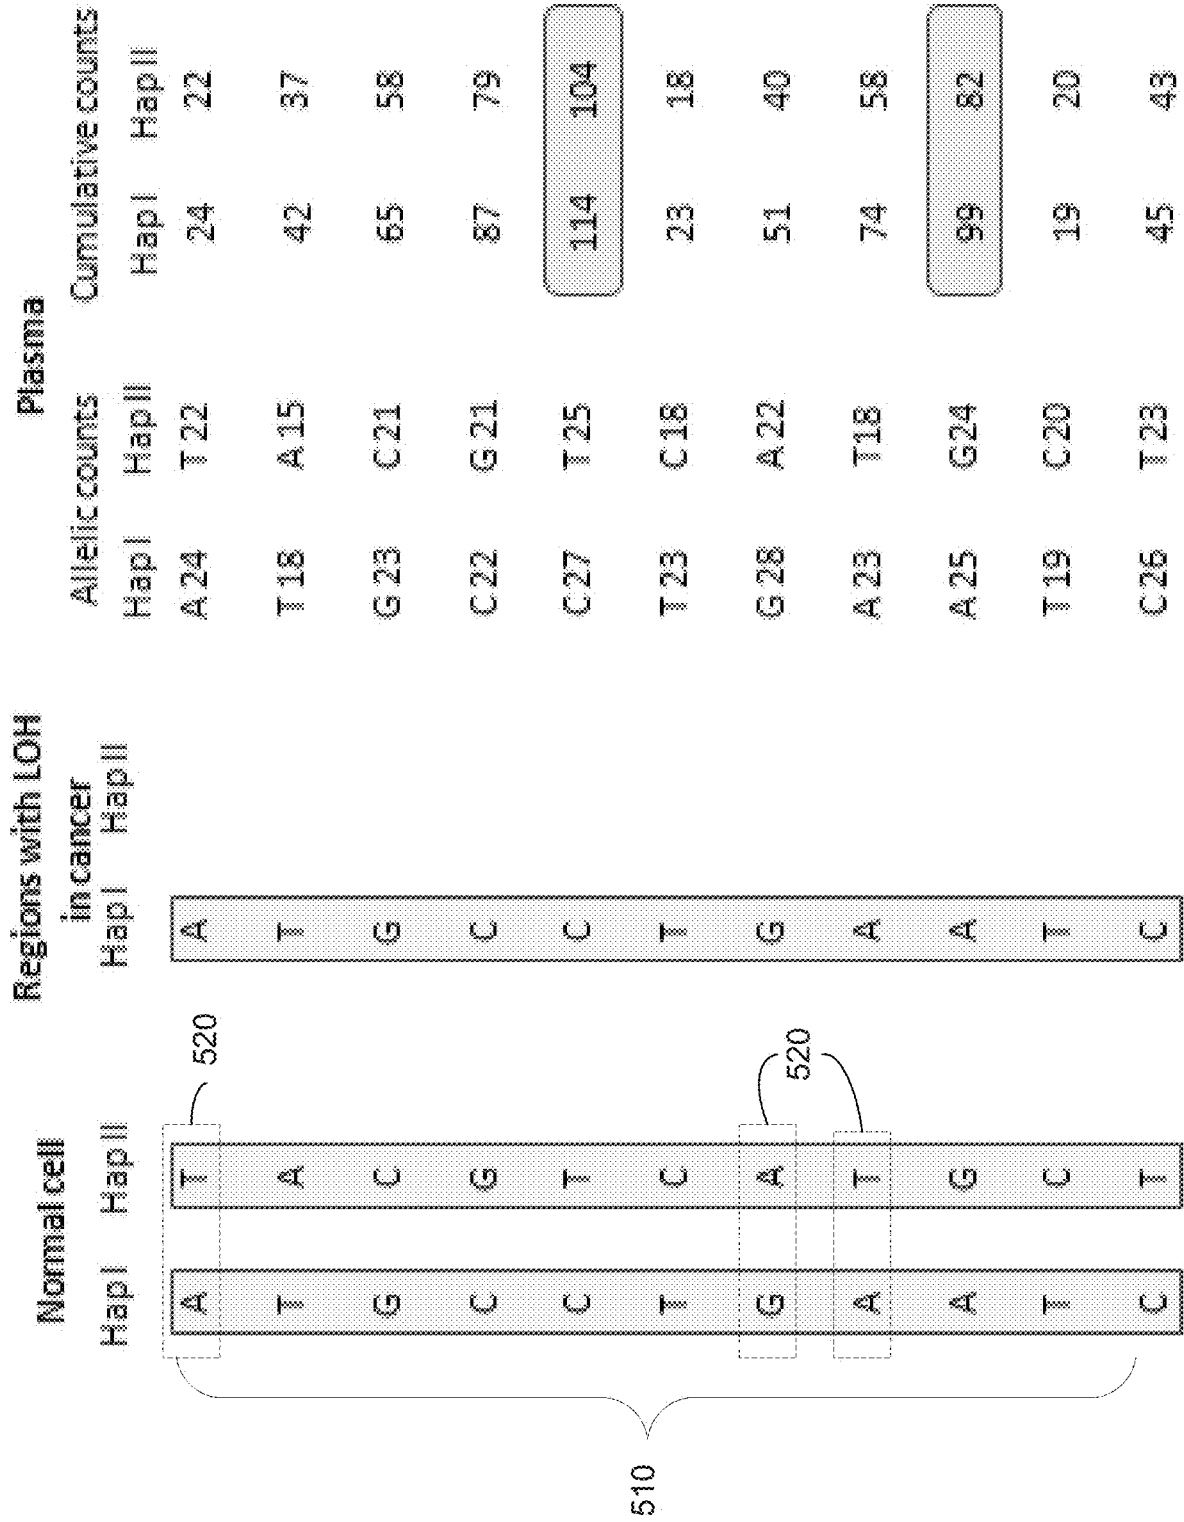 Normal cell
Hap I Hap II
Regions with LOH
in cancer
Hap I Hap II
Plasma
Allelic counts Cumulative counts
Hap I Hap II Hap I Hap II
A T A A 24 T 22 24 22
T A T T 18 A 15 42 37
G C G G 23 C 21 65 58
C G C C 22 G 21 87 79
C T C C 27 T 25 114 104
T C T T 23 C 18 23 18
G A G G 28 A 22 51 40
A T A A 23 T 18 74 58
A G A A 25 G 24 99 82
T C T T 19 C 20 19 20
C T C C 26 T 23 45 43
510
520
520